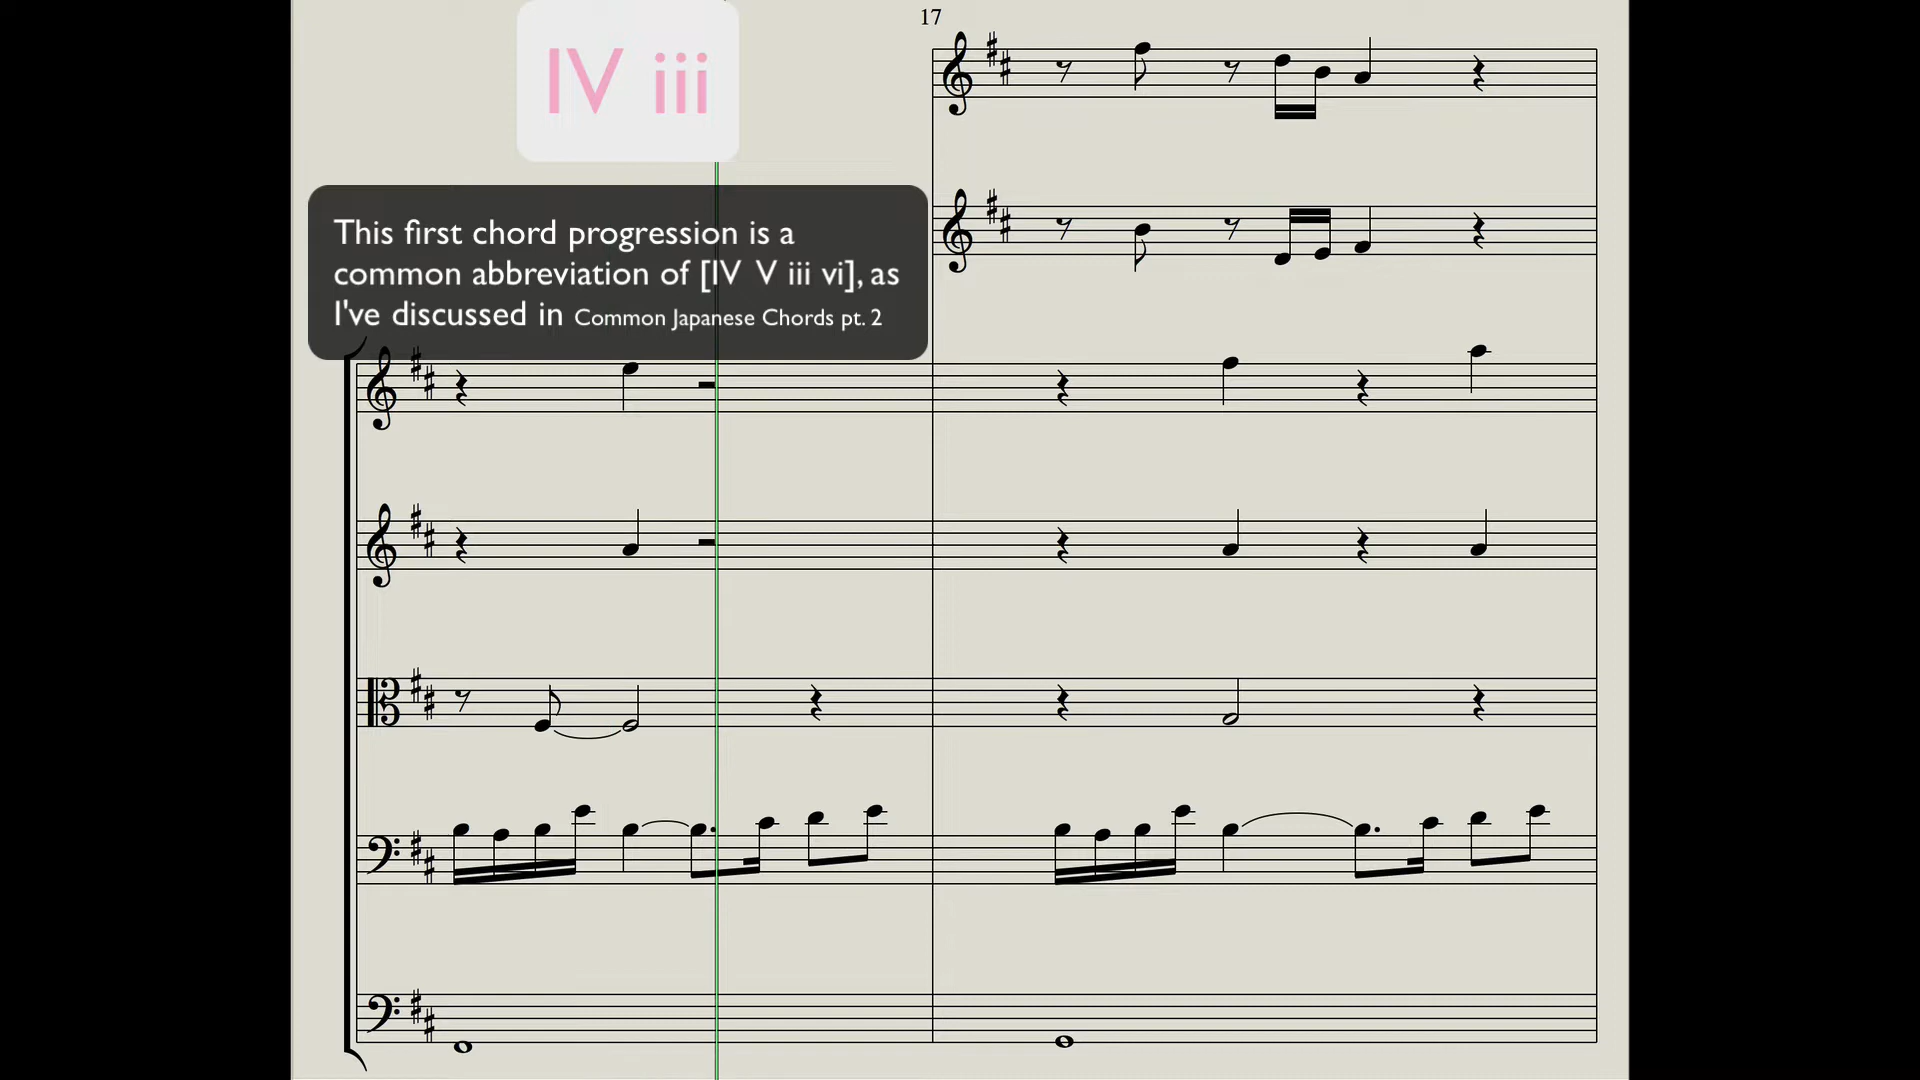 17
IV iii
This first chord progression is a
common abbreviation of [IV V iii vi], as
I've discussed in Common Japanese Chords pt. 2